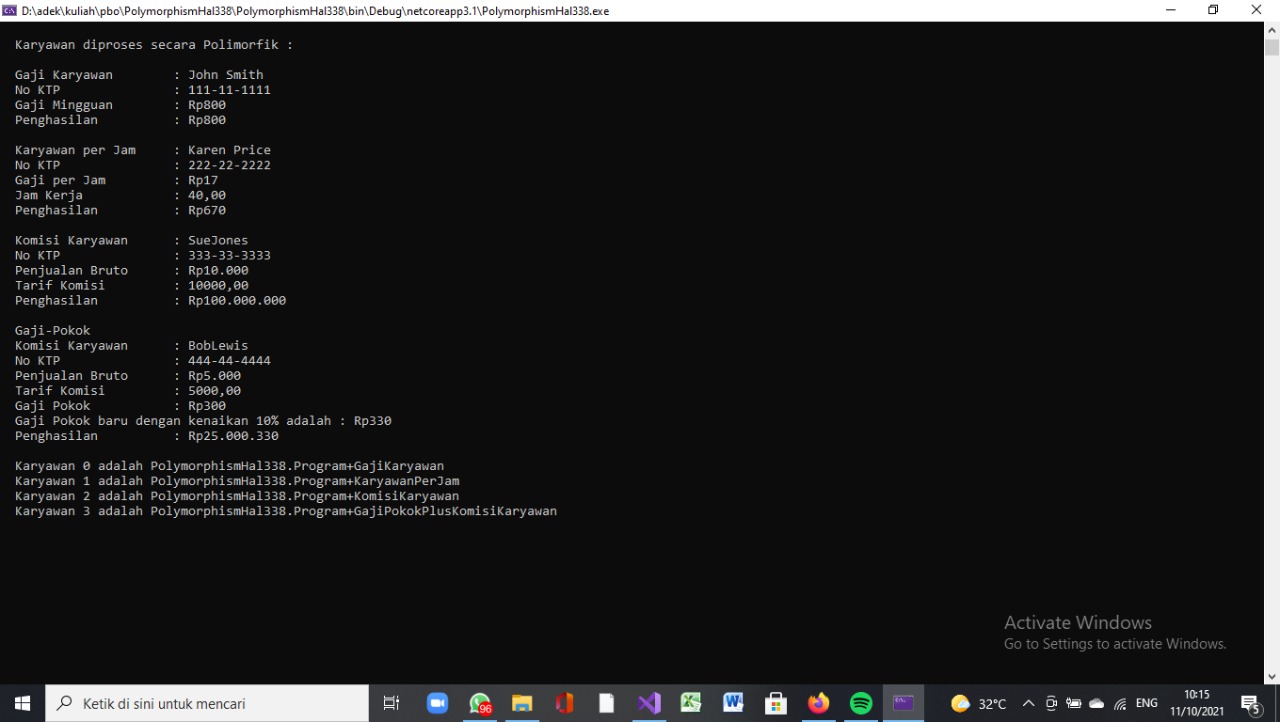 D:\adek\kuliah\pbo\PolymorphismHal338\PolymorphismHal338\bin\Debug\netcoreapp3.1\PolymorphismHal338.exe
Karyawan diproses secara Polimorfik :
Gaji Karyawan : John Smith
No KTP : 111-11-1111
Gaji Mingguan : Rp800
Penghasilan : Rp800
Karyawan per Jam : Karen Price
No KTP : 222-22-2222
Gaji per Jam : Rp17
Jam Kerja : 40,00
Penghasilan : Rp670
Komisi Karyawan : SueJones
No KTP : 333-33-3333
Penjualan Bruto : Rp10.000
Tarif Komisi : 10000,00
Penghasilan : Rp100.000.000
Gaji-Pokok
Komisi Karyawan : BobLewis
No KTP : 444-44-4444
Penjualan Bruto : Rp5.000
Tarif Komisi : 5000,00
Gaji Pokok : Rp300
Gaji Pokok baru dengan kenaikan 10% adalah : Rp330
Penghasilan : Rp25.000.330
Karyawan 0 adalah PolymorphismHal338.Program+GajiKaryawan
Karyawan 1 adalah PolymorphismHal338.Program+KaryawanPerJam
Karyawan 2 adalah PolymorphismHal338.Program+KomisiKaryawan
Karyawan 3 adalah PolymorphismHal338.Program+GajiPokokPlusKomisiKaryawan
Activate Windows
Go to Settings to activate Windows.
Ketik di sini untuk mencari
96
32°C
ENG
10:15
11/10/2021
5